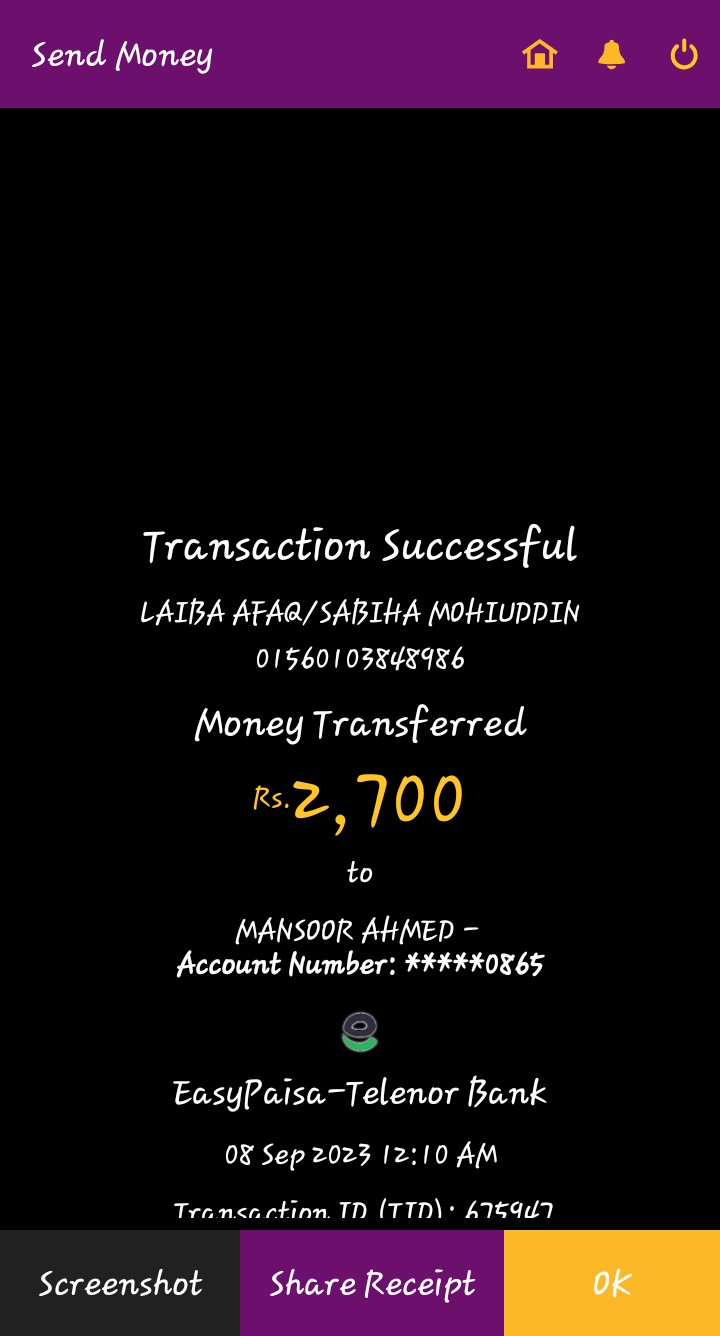 Send Money
Transaction Successful
LAIBA AFAQ/SABIHA MOHIUDDIN
01560103848986
Money Transferred
Rs.2,700
to
MANSOOR AHMED -
Account Number: *****0865
EasyPaisa-Telenor Bank
08 Sep 2023 12:10 AM
Transaction ID (TID): 675947
Screenshot
Share Receipt
OK